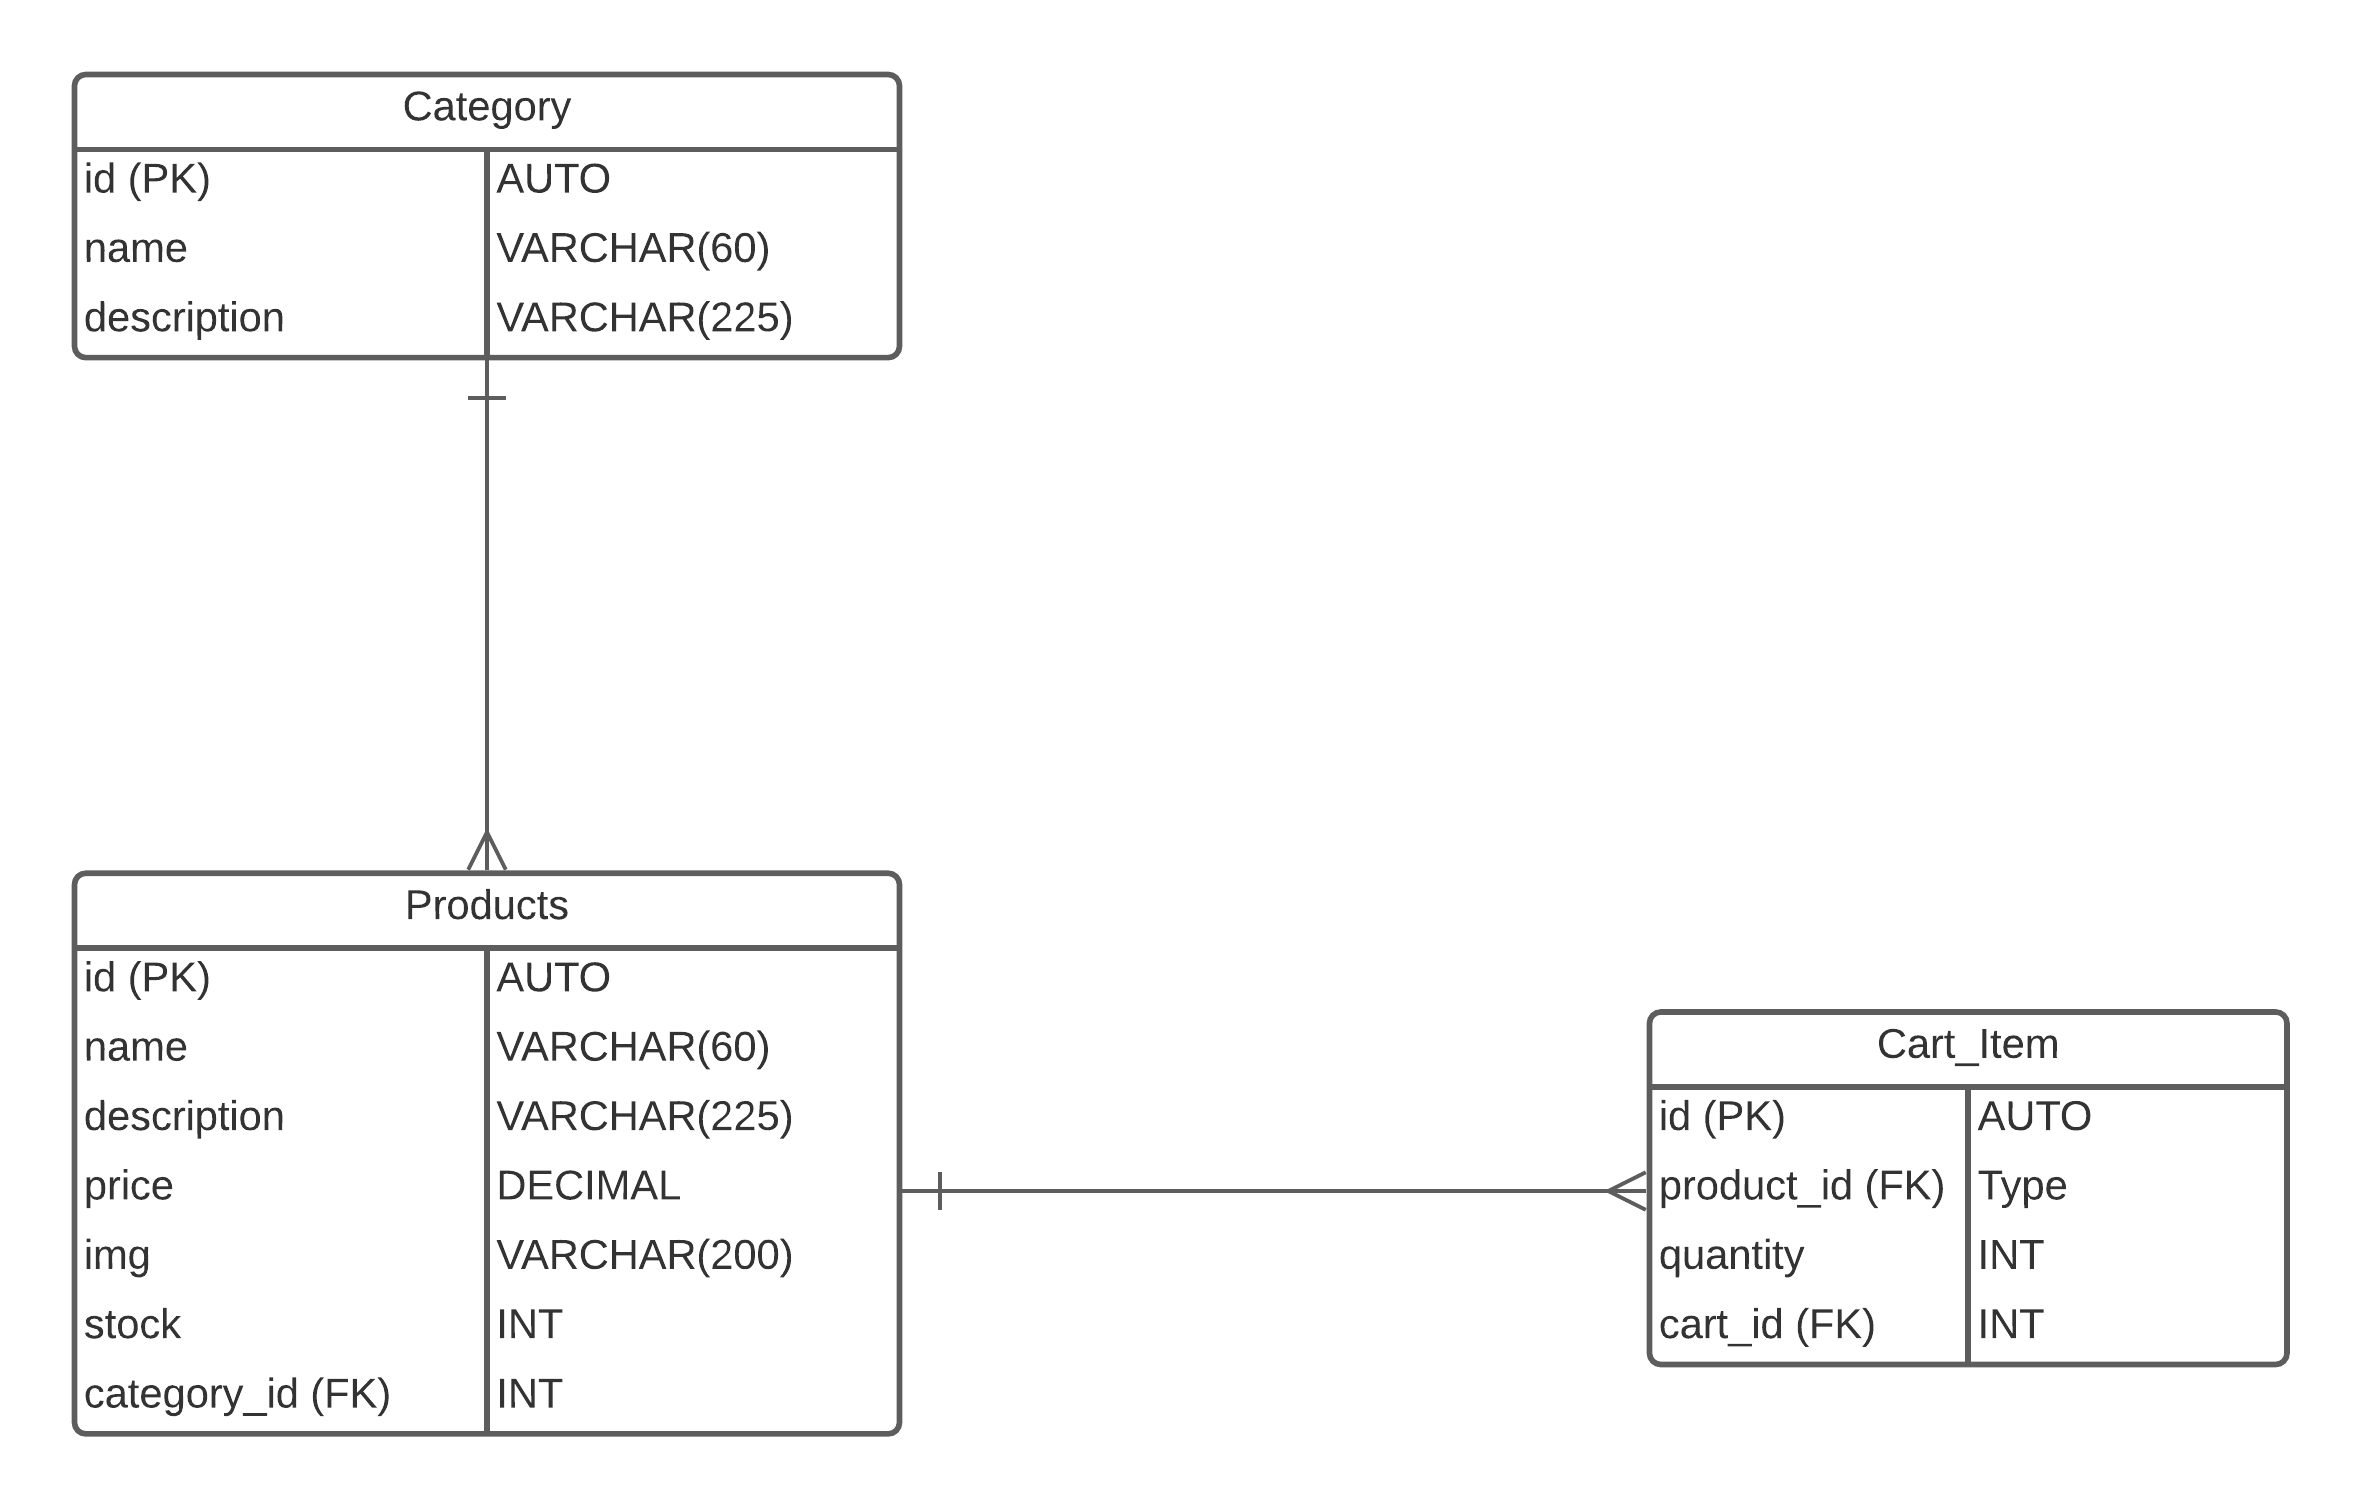 Category
id (PK) AUTO
name VARCHAR(60)
description VARCHAR(225)
Products
id (PK) AUTO
name VARCHAR(60)
description VARCHAR(225)
price DECIMAL
img VARCHAR(200)
stock INT
category_id (FK) INT
Cart_Item
id (PK) AUTO
product_id (FK) Type
quantity INT
cart_id (FK) INT